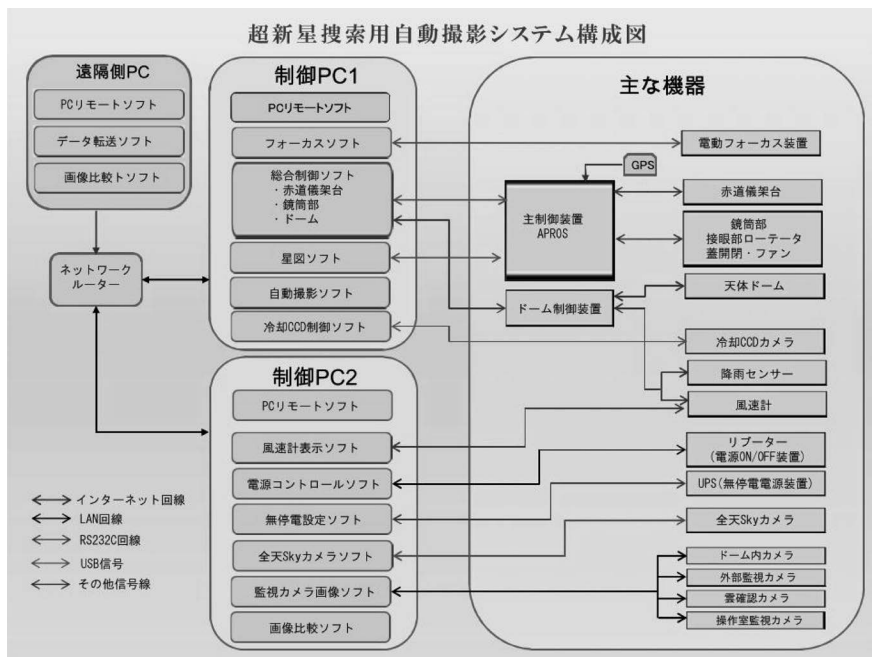 超新星捜索用自動撮影システム構成図
遠隔側PC
PCリモートソフト
データ転送ソフト
画像比較トソフト
ネットワーク
ルーター
制御PC1
PCリモートソフト
フォーカスソフト
総合制御ソフト
・赤道儀架台
・鏡筒部
・ドーム
星図ソフト
自動撮影ソフト
冷却CCD制御ソフト
制御PC2
PCリモートソフト
風速計表示ソフト
電源コントロールソフト
無停電設定ソフト
全天Skyカメラソフト
監視カメラ画像ソフト
画像比較ソフト
主な機器
GPS
主制御装置
APROS
ドーム制御装置
電動フォーカス装置
赤道儀架台
鏡筒部
接眼部ローテータ
蓋開閉・ファン
天体ドーム
冷却CCDカメラ
降雨センサー
風速計
リブーター
(電源ON/OFF装置)
UPS(無停電電源装置)
全天Skyカメラ
ドーム内カメラ
外部監視カメラ
雲確認カメラ
操作室監視カメラ
インターネット回線
LAN回線
RS232C回線
USB信号
その他信号線